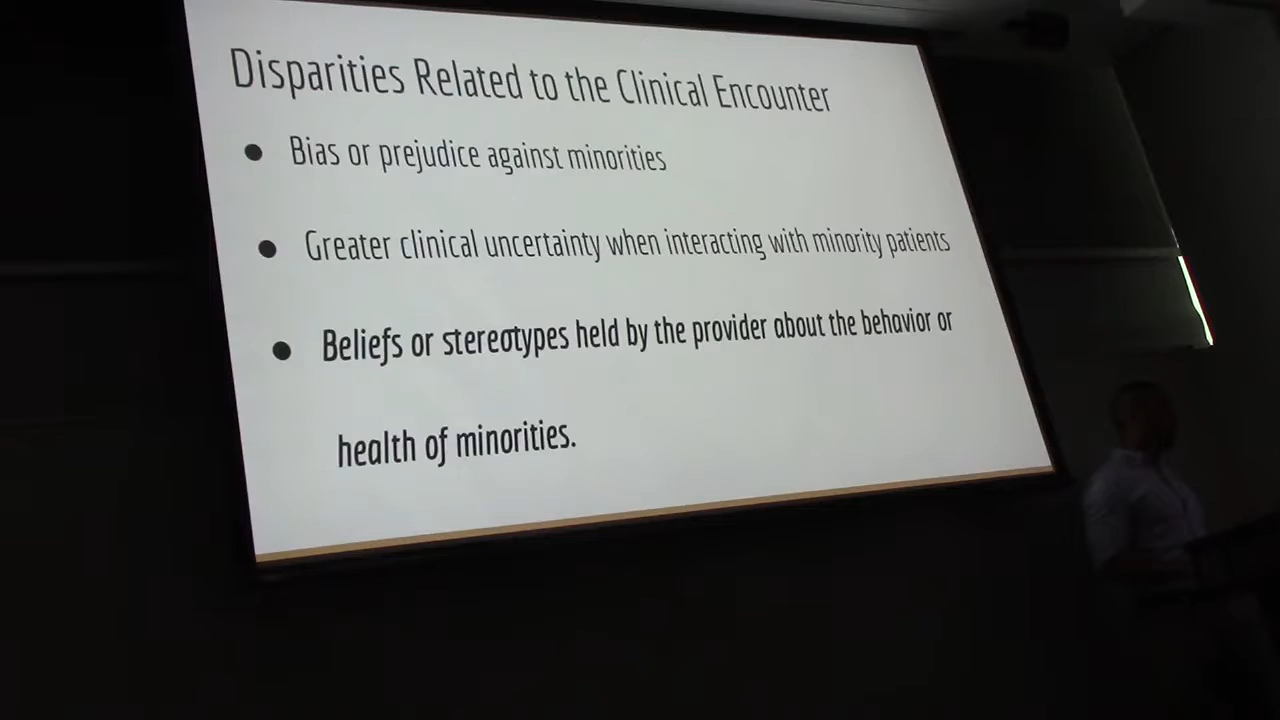 Disparities Related to the Clinical Encounter
● Bias or prejudice against minorities
● Greater clinical uncertainty when interacting with minority patients
● Beliefs or stereotypes held by the provider about the behavior or
health of minorities.